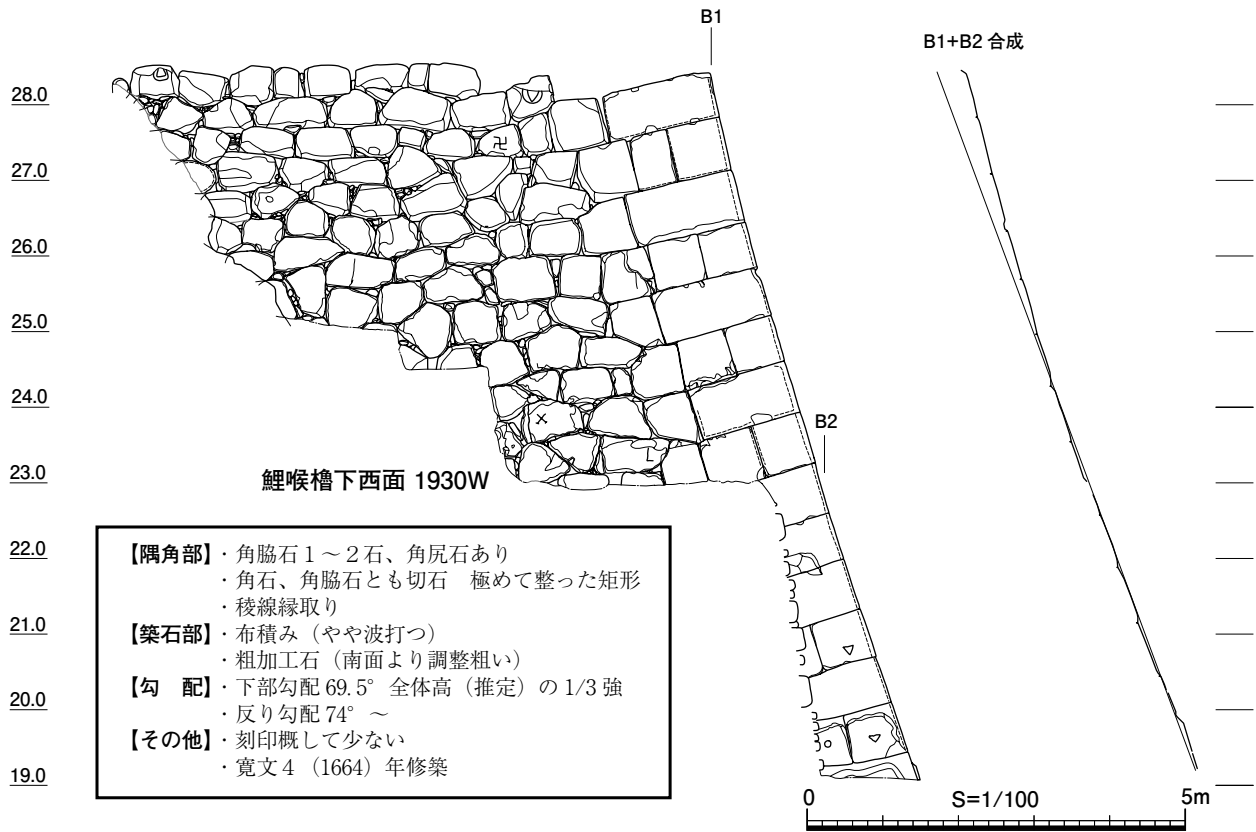 B1
B1+B2 合成
28.0
27.0
26.0
25.0
24.0
23.0
22.0
21.0
20.0
19.0
卍
B2
鯉喉櫓下西面 1930W
【隅角部】・角脇石１～２石、角尻石あり
・角石、角脇石とも切石　極めて整った矩形
・稜線縁取り
【築石部】・布積み（やや波打つ）
・粗加工石（南面より調整粗い）
【勾　配】・下部勾配 69.5° 全体高（推定）の 1/3 強
・反り勾配 74° ～
【その他】・刻印概して少ない
・寛文４（1664）年修築
0
S=1/100
5m